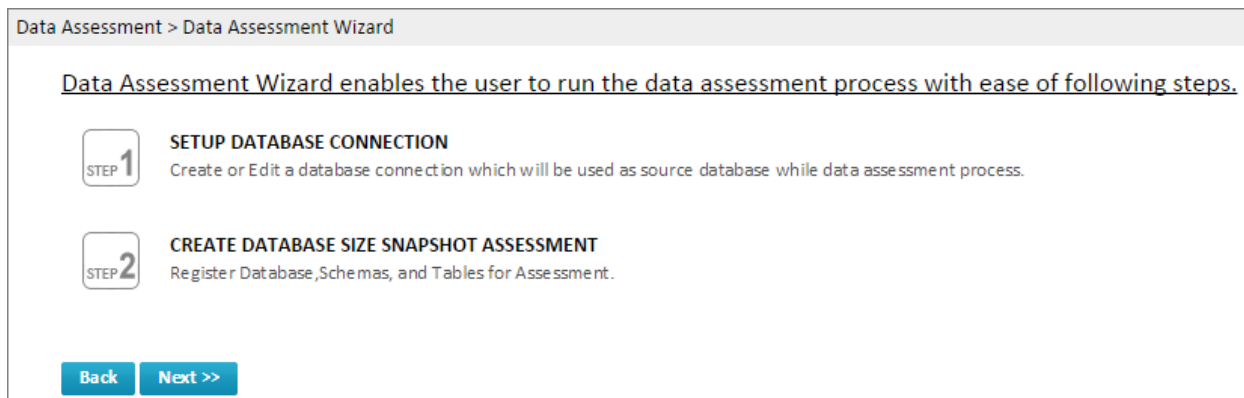 Data Assessment > Data Assessment Wizard
Data Assessment Wizard enables the user to run the data assessment process with ease of following steps.
STEP 1
SETUP DATABASE CONNECTION
Create or Edit a database connection which will be used as source database while data assessment process.
STEP 2
CREATE DATABASE SIZE SNAPSHOT ASSESSMENT
Register Database,Schemas, and Tables for Assessment.
Back Next >>